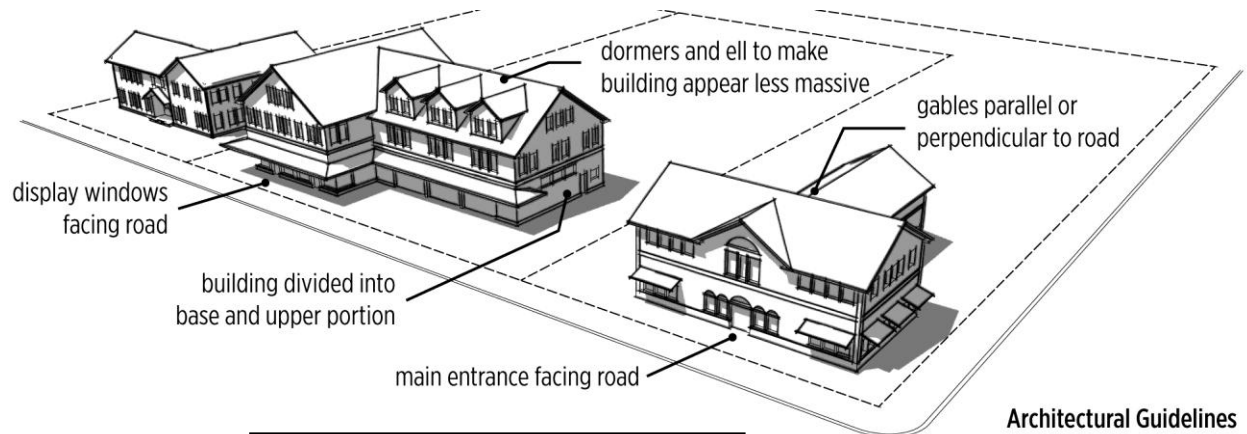 dormers and ell to make
building appear less massive
gables parallel or
perpendicular to road
display windows
facing road
building divided into
base and upper portion
main entrance facing road
Architectural Guidelines